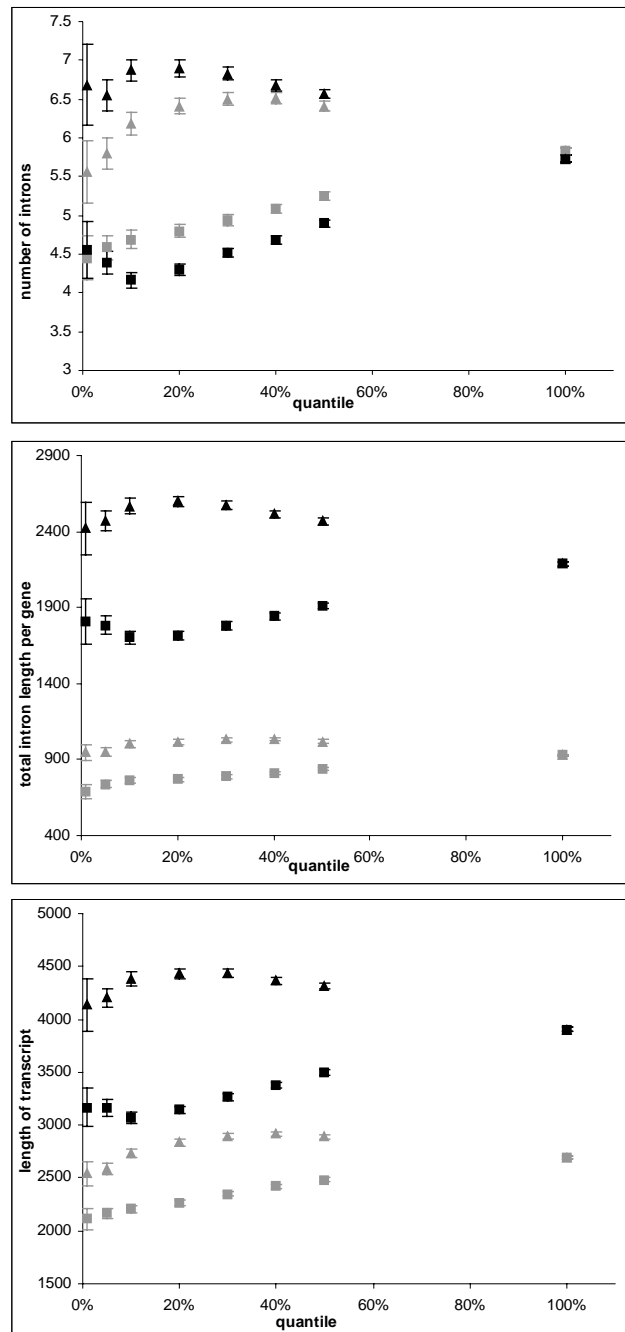 7.5
7
6.5
6
5.5
5
4.5
4
3.5
3
number of introns
0% 20% 40% 60% 80% 100%
quantile
2900
2400
1900
1400
900
400
total intron length per gene
0% 20% 40% 60% 80% 100%
quantile
5000
4500
4000
3500
3000
2500
2000
1500
length of transcript
0% 20% 40% 60% 80% 100%
quantile